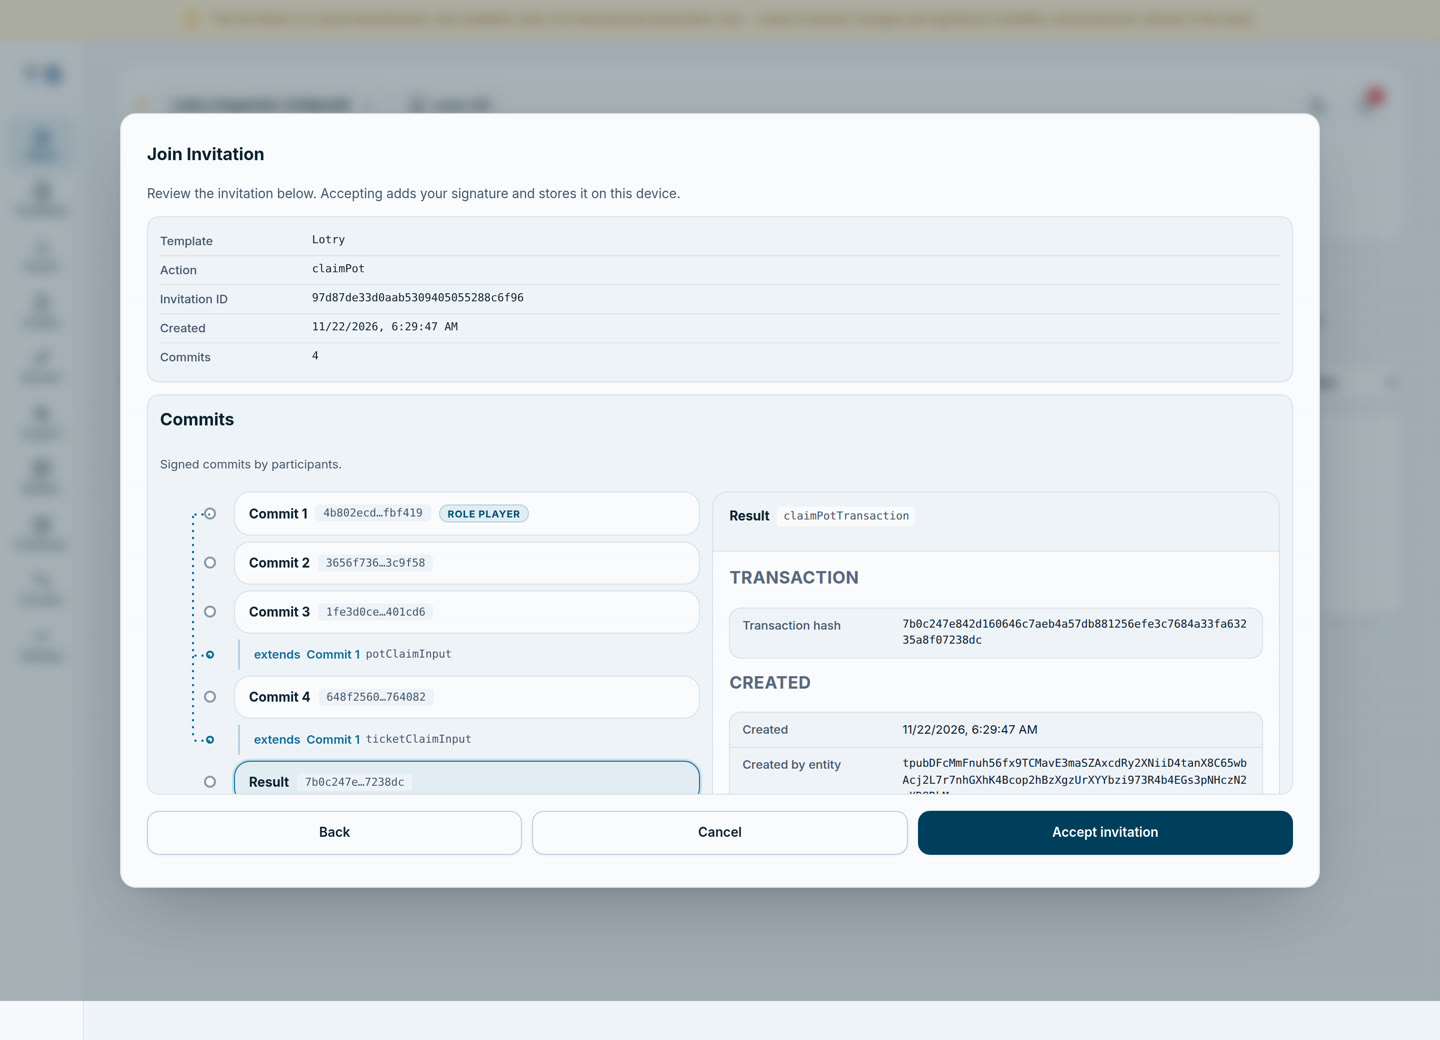 Join Invitation
Review the invitation below. Accepting adds your signature and stores it on this device.
Template Lotry
Action claimPot
Invitation ID 97d87de33d0aab5309405055288c6f96
Created 11/22/2026, 6:29:47 AM
Commits 4
Commits
Signed commits by participants.
Commit 1 4b802ecd…fbf419 ROLE PLAYER
Commit 2 3656f736…3c9f58
Commit 3 1fe3d0ce…401cd6
extends Commit 1 potClaimInput
Commit 4 648f2560…764082
extends Commit 1 ticketClaimInput
Result 7b0c247e…7238dc
Result claimPotTransaction
TRANSACTION
Transaction hash 7b0c247e842d160646c7aeb4a57db881256efe3c7684a33fa632
35a8f07238dc
CREATED
Created 11/22/2026, 6:29:47 AM
Created by entity tpubDFcMmFnuh56fx9TCMavE3maSZAxcdRy2XNiiD4tanX8C65wb
Acj2L7r7nhGXhK4Bcop2hBzXgzUrXYYbzi973R4b4EGs3pNHczN2
Back
Cancel
Accept invitation